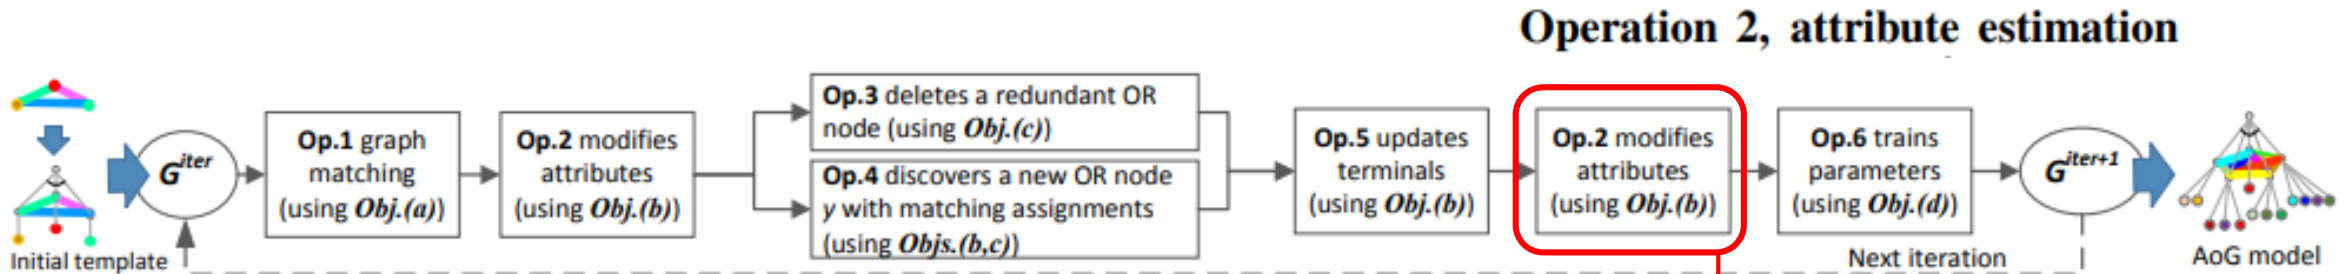 Operation 2, attribute estimation
Initial template
G^iter
Op.1 graph
matching
(using Obj.(a))
Op.2 modifies
attributes
(using Obj.(b))
Op.3 deletes a redundant OR
node (using Obj.(c))
Op.4 discovers a new OR node
y with matching assignments
(using Objs.(b,c))
Op.5 updates
terminals
(using Obj.(b))
Op.2 modifies
attributes
(using Obj.(b))
Op.6 trains
parameters
(using Obj.(d))
G^iter+1
Next iteration
AoG model